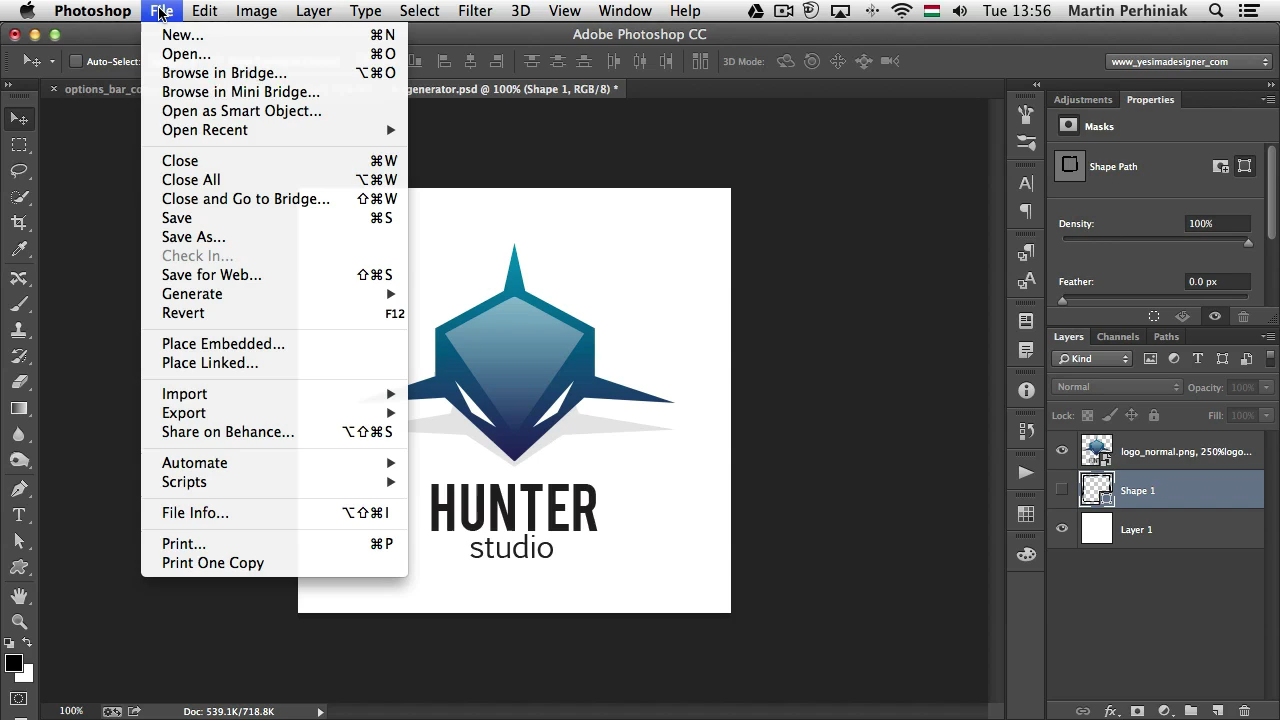 Photoshop File Edit Image Layer Type Select Filter 3D View Window Help Tue 13:56 Martin Perhiniak
Adobe Photoshop CC
Auto-Select: 3D Mode: www_yesimadesigner_com
options_bar_co generator.psd @ 100% (Shape 1, RGB/8) *
New... ⌘N
Open... ⌘O
Browse in Bridge... ⌥⌘O
Browse in Mini Bridge...
Open as Smart Object...
Open Recent
Close ⌘W
Close All ⌥⌘W
Close and Go to Bridge... ⇧⌘W
Save ⌘S
Save As...
Check In...
Save for Web... ⇧⌘S
Generate
Revert F12
Place Embedded...
Place Linked...
Import
Export
Share on Behance... ⌥⇧⌘S
Automate
Scripts
File Info... ⌥⇧⌘I
Print... ⌘P
Print One Copy
HUNTER
studio
Adjustments Properties
Masks
Shape Path
Density: 100%
Feather: 0.0 px
Layers Channels Paths
Kind
Normal Opacity: 100%
Lock: Fill: 100%
logo_normal.png, 250%logo...
Shape 1
Layer 1
100% Doc: 539.1K/718.8K